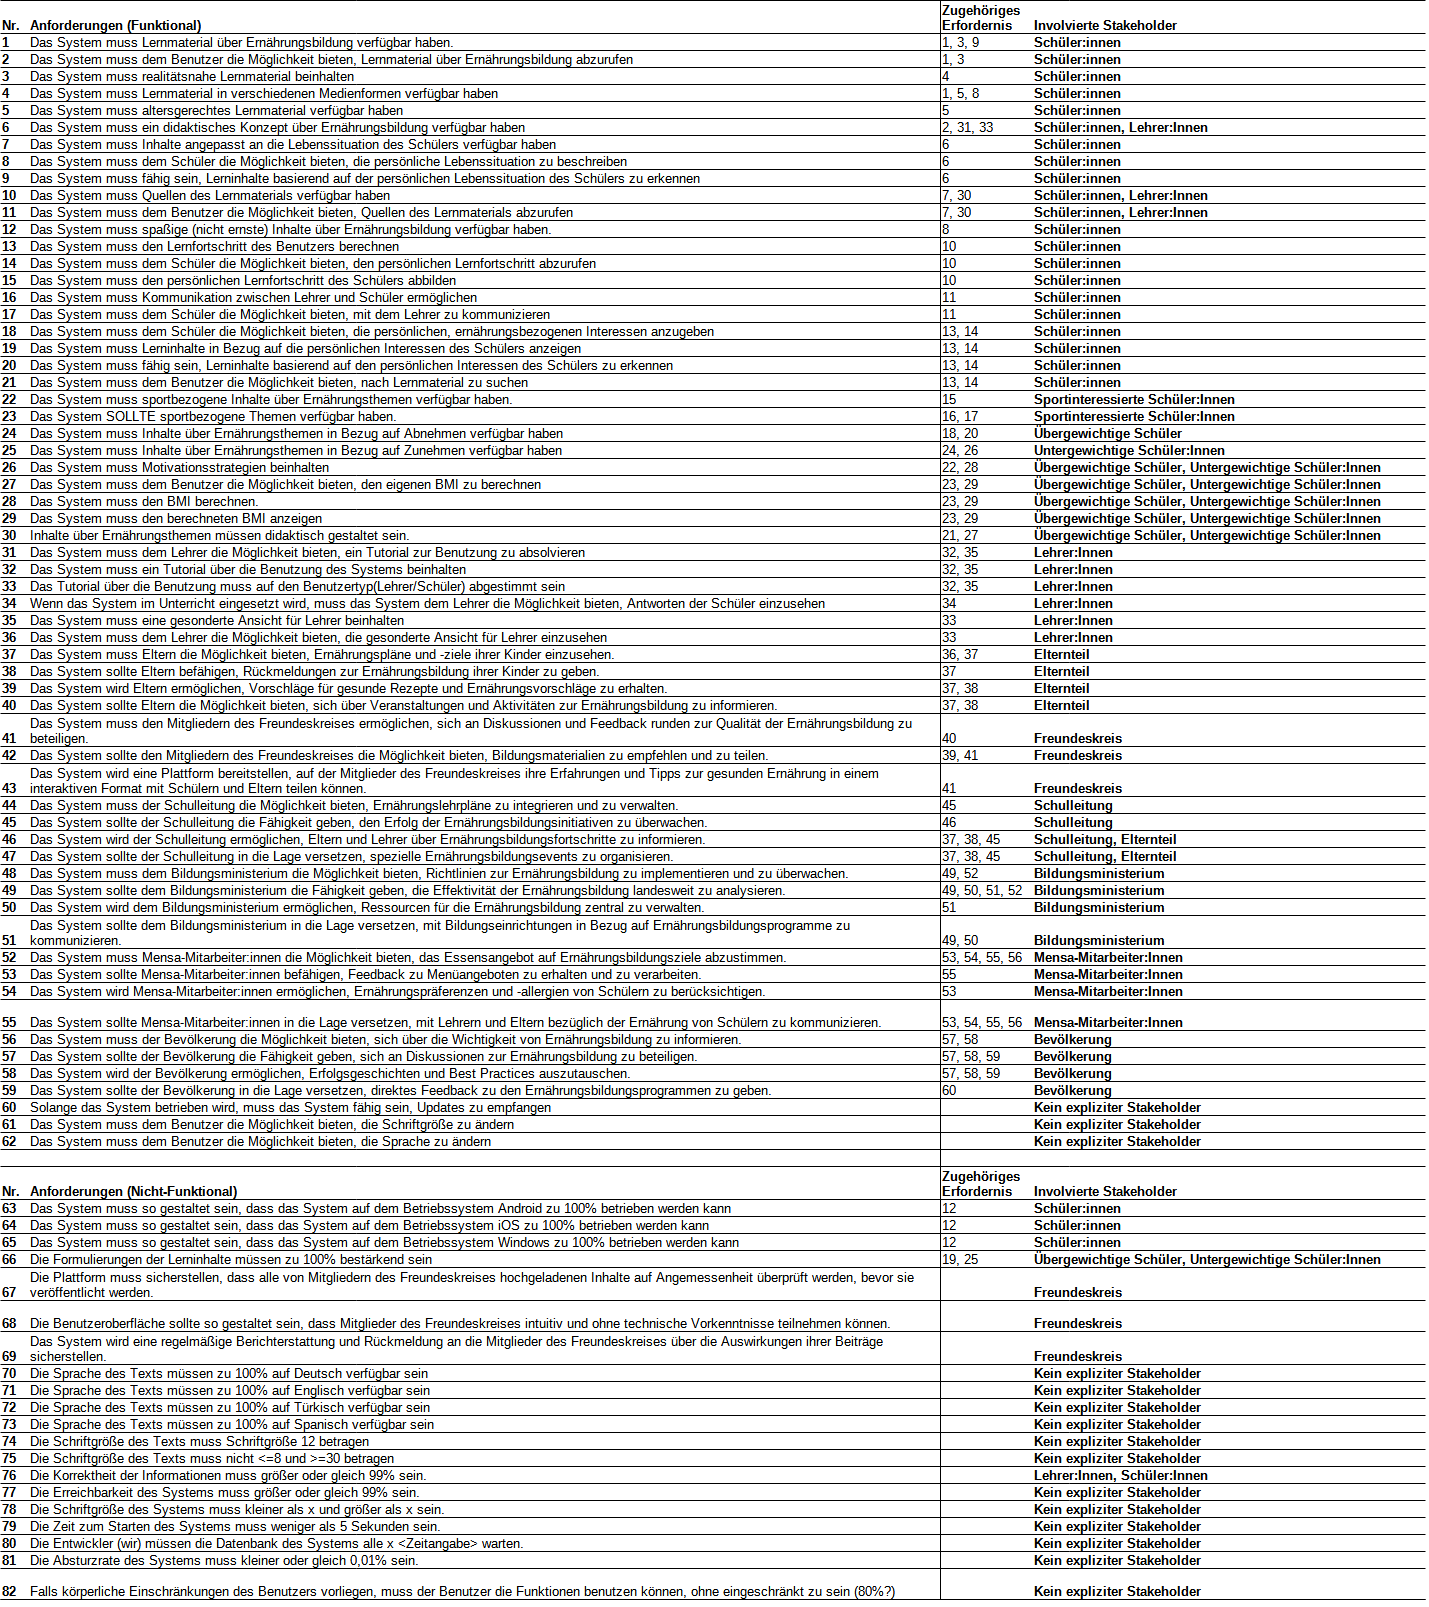 Zugehöriges
Nr. Anforderungen (Funktional) Erfordernis Involvierte Stakeholder
1 Das System muss Lernmaterial über Ernährungsbildung verfügbar haben. 1, 3, 9 Schüler:innen
2 Das System muss dem Benutzer die Möglichkeit bieten, Lernmaterial über Ernährungsbildung abzurufen 1, 3 Schüler:innen
3 Das System muss realitätsnahe Lernmaterial beinhalten 4 Schüler:innen
4 Das System muss Lernmaterial in verschiedenen Medienformen verfügbar haben 1, 5, 8 Schüler:innen
5 Das System muss altersgerechtes Lernmaterial verfügbar haben 5 Schüler:innen
6 Das System muss ein didaktisches Konzept über Ernährungsbildung verfügbar haben 2, 31, 33 Schüler:innen, Lehrer:Innen
7 Das System muss Inhalte angepasst an die Lebenssituation des Schülers verfügbar haben 6 Schüler:innen
8 Das System muss dem Schüler die Möglichkeit bieten, die persönliche Lebenssituation zu beschreiben 6 Schüler:innen
9 Das System muss fähig sein, Lerninhalte basierend auf der persönlichen Lebenssituation des Schülers zu erkennen 6 Schüler:innen
10 Das System muss Quellen des Lernmaterials verfügbar haben 7, 30 Schüler:innen, Lehrer:Innen
11 Das System muss dem Benutzer die Möglichkeit bieten, Quellen des Lernmaterials abzurufen 7, 30 Schüler:innen, Lehrer:Innen
12 Das System muss spaßige (nicht ernste) Inhalte über Ernährungsbildung verfügbar haben. 8 Schüler:innen
13 Das System muss den Lernfortschritt des Benutzers berechnen 10 Schüler:innen
14 Das System muss dem Schüler die Möglichkeit bieten, den persönlichen Lernfortschritt abzurufen 10 Schüler:innen
15 Das System muss den persönlichen Lernfortschritt des Schülers abbilden 10 Schüler:innen
16 Das System muss Kommunikation zwischen Lehrer und Schüler ermöglichen 11 Schüler:innen
17 Das System muss dem Schüler die Möglichkeit bieten, mit dem Lehrer zu kommunizieren 11 Schüler:innen
18 Das System muss dem Schüler die Möglichkeit bieten, die persönlichen, ernährungsbezogenen Interessen anzugeben 13, 14 Schüler:innen
19 Das System muss Lerninhalte in Bezug auf die persönlichen Interessen des Schülers anzeigen 13, 14 Schüler:innen
20 Das System muss fähig sein, Lerninhalte basierend auf den persönlichen Interessen des Schülers zu erkennen 13, 14 Schüler:innen
21 Das System muss dem Benutzer die Möglichkeit bieten, nach Lernmaterial zu suchen 13, 14 Schüler:innen
22 Das System muss sportbezogene Inhalte über Ernährungsthemen verfügbar haben. 15 Sportinteressierte Schüler:Innen
23 Das System SOLLTE sportbezogene Themen verfügbar haben. 16, 17 Sportinteressierte Schüler:Innen
24 Das System muss Inhalte über Ernährungsthemen in Bezug auf Abnehmen verfügbar haben 18, 20 Übergewichtige Schüler
25 Das System muss Inhalte über Ernährungsthemen in Bezug auf Zunehmen verfügbar haben 24, 26 Untergewichtige Schüler:Innen
26 Das System muss Motivationsstrategien beinhalten 22, 28 Übergewichtige Schüler, Untergewichtige Schüler:Innen
27 Das System muss dem Benutzer die Möglichkeit bieten, den eigenen BMI zu berechnen 23, 29 Übergewichtige Schüler, Untergewichtige Schüler:Innen
28 Das System muss den BMI berechnen. 23, 29 Übergewichtige Schüler, Untergewichtige Schüler:Innen
29 Das System muss den berechneten BMI anzeigen 23, 29 Übergewichtige Schüler, Untergewichtige Schüler:Innen
30 Inhalte über Ernährungsthemen müssen didaktisch gestaltet sein. 21, 27 Übergewichtige Schüler, Untergewichtige Schüler:Innen
31 Das System muss dem Lehrer die Möglichkeit bieten, ein Tutorial zur Benutzung zu absolvieren 32, 35 Lehrer:Innen
32 Das System muss ein Tutorial über die Benutzung des Systems beinhalten 32, 35 Lehrer:Innen
33 Das Tutorial über die Benutzung muss auf den Benutzertyp(Lehrer/Schüler) abgestimmt sein 32, 35 Lehrer:Innen
34 Wenn das System im Unterricht eingesetzt wird, muss das System dem Lehrer die Möglichkeit bieten, Antworten der Schüler einzusehen 34 Lehrer:Innen
35 Das System muss eine gesonderte Ansicht für Lehrer beinhalten 33 Lehrer:Innen
36 Das System muss dem Lehrer die Möglichkeit bieten, die gesonderte Ansicht für Lehrer einzusehen 33 Lehrer:Innen
37 Das System muss Eltern die Möglichkeit bieten, Ernährungspläne und -ziele ihrer Kinder einzusehen. 36, 37 Elternteil
38 Das System sollte Eltern befähigen, Rückmeldungen zur Ernährungsbildung ihrer Kinder zu geben. 37 Elternteil
39 Das System wird Eltern ermöglichen, Vorschläge für gesunde Rezepte und Ernährungsvorschläge zu erhalten. 37, 38 Elternteil
40 Das System sollte Eltern die Möglichkeit bieten, sich über Veranstaltungen und Aktivitäten zur Ernährungsbildung zu informieren. 37, 38 Elternteil
Das System muss den Mitgliedern des Freundeskreises ermöglichen, sich an Diskussionen und Feedback runden zur Qualität der Ernährungsbildung zu
41 beteiligen. 40 Freundeskreis
42 Das System sollte den Mitgliedern des Freundeskreises die Möglichkeit bieten, Bildungsmaterialien zu empfehlen und zu teilen. 39, 41 Freundeskreis
Das System wird eine Plattform bereitstellen, auf der Mitglieder des Freundeskreises ihre Erfahrungen und Tipps zur gesunden Ernährung in einem
43 interaktiven Format mit Schülern und Eltern teilen können. 41 Freundeskreis
44 Das System muss der Schulleitung die Möglichkeit bieten, Ernährungslehrpläne zu integrieren und zu verwalten. 45 Schulleitung
45 Das System sollte der Schulleitung die Fähigkeit geben, den Erfolg der Ernährungsbildungsinitiativen zu überwachen. 46 Schulleitung
46 Das System wird der Schulleitung ermöglichen, Eltern und Lehrer über Ernährungsbildungsfortschritte zu informieren. 37, 38, 45 Schulleitung, Elternteil
47 Das System sollte der Schulleitung in die Lage versetzen, spezielle Ernährungsbildungsevents zu organisieren. 37, 38, 45 Schulleitung, Elternteil
48 Das System muss dem Bildungsministerium die Möglichkeit bieten, Richtlinien zur Ernährungsbildung zu implementieren und zu überwachen. 49, 52 Bildungsministerium
49 Das System sollte dem Bildungsministerium die Fähigkeit geben, die Effektivität der Ernährungsbildung landesweit zu analysieren. 49, 50, 51, 52 Bildungsministerium
50 Das System wird dem Bildungsministerium ermöglichen, Ressourcen für die Ernährungsbildung zentral zu verwalten. 51 Bildungsministerium
Das System sollte dem Bildungsministerium in die Lage versetzen, mit Bildungseinrichtungen in Bezug auf Ernährungsbildungsprogramme zu
51 kommunizieren. 49, 50 Bildungsministerium
52 Das System muss Mensa-Mitarbeiter:innen die Möglichkeit bieten, das Essensangebot auf Ernährungsbildungsziele abzustimmen. 53, 54, 55, 56 Mensa-Mitarbeiter:Innen
53 Das System sollte Mensa-Mitarbeiter:innen befähigen, Feedback zu Menüangeboten zu erhalten und zu verarbeiten. 55 Mensa-Mitarbeiter:Innen
54 Das System wird Mensa-Mitarbeiter:innen ermöglichen, Ernährungspräferenzen und -allergien von Schülern zu berücksichtigen. 53 Mensa-Mitarbeiter:Innen
55 Das System sollte Mensa-Mitarbeiter:innen in die Lage versetzen, mit Lehrern und Eltern bezüglich der Ernährung von Schülern zu kommunizieren. 53, 54, 55, 56 Mensa-Mitarbeiter:Innen
56 Das System muss der Bevölkerung die Möglichkeit bieten, sich über die Wichtigkeit von Ernährungsbildung zu informieren. 57, 58 Bevölkerung
57 Das System sollte der Bevölkerung die Fähigkeit geben, sich an Diskussionen zur Ernährungsbildung zu beteiligen. 57, 58, 59 Bevölkerung
58 Das System wird der Bevölkerung ermöglichen, Erfolgsgeschichten und Best Practices auszutauschen. 57, 58, 59 Bevölkerung
59 Das System sollte der Bevölkerung in die Lage versetzen, direktes Feedback zu den Ernährungsbildungsprogrammen zu geben. 60 Bevölkerung
60 Solange das System betrieben wird, muss das System fähig sein, Updates zu empfangen Kein expliziter Stakeholder
61 Das System muss dem Benutzer die Möglichkeit bieten, die Schriftgröße zu ändern Kein expliziter Stakeholder
62 Das System muss dem Benutzer die Möglichkeit bieten, die Sprache zu ändern Kein expliziter Stakeholder
Zugehöriges
Nr. Anforderungen (Nicht-Funktional) Erfordernis Involvierte Stakeholder
63 Das System muss so gestaltet sein, dass das System auf dem Betriebssystem Android zu 100% betrieben werden kann 12 Schüler:innen
64 Das System muss so gestaltet sein, dass das System auf dem Betriebssystem iOS zu 100% betrieben werden kann 12 Schüler:innen
65 Das System muss so gestaltet sein, dass das System auf dem Betriebssystem Windows zu 100% betrieben werden kann 12 Schüler:innen
66 Die Formulierungen der Lerninhalte müssen zu 100% bestärkend sein 19, 25 Übergewichtige Schüler, Untergewichtige Schüler:Innen
Die Plattform muss sicherstellen, dass alle von Mitgliedern des Freundeskreises hochgeladenen Inhalte auf Angemessenheit überprüft werden, bevor sie
67 veröffentlicht werden. Freundeskreis
68 Die Benutzeroberfläche sollte so gestaltet sein, dass Mitglieder des Freundeskreises intuitiv und ohne technische Vorkenntnisse teilnehmen können. Freundeskreis
Das System wird eine regelmäßige Berichterstattung und Rückmeldung an die Mitglieder des Freundeskreises über die Auswirkungen ihrer Beiträge
69 sicherstellen. Freundeskreis
70 Die Sprache des Texts müssen zu 100% auf Deutsch verfügbar sein Kein expliziter Stakeholder
71 Die Sprache des Texts müssen zu 100% auf Englisch verfügbar sein Kein expliziter Stakeholder
72 Die Sprache des Texts müssen zu 100% auf Türkisch verfügbar sein Kein expliziter Stakeholder
73 Die Sprache des Texts müssen zu 100% auf Spanisch verfügbar sein Kein expliziter Stakeholder
74 Die Schriftgröße des Texts muss Schriftgröße 12 betragen Kein expliziter Stakeholder
75 Die Schriftgröße des Texts muss nicht <=8 und >=30 betragen Kein expliziter Stakeholder
76 Die Korrektheit der Informationen muss größer oder gleich 99% sein. Lehrer:Innen, Schüler:Innen
77 Die Erreichbarkeit des Systems muss größer oder gleich 99% sein. Kein expliziter Stakeholder
78 Die Schriftgröße des Systems muss kleiner als x und größer als x sein. Kein expliziter Stakeholder
79 Die Zeit zum Starten des Systems muss weniger als 5 Sekunden sein. Kein expliziter Stakeholder
80 Die Entwickler (wir) müssen die Datenbank des Systems alle x <Zeitangabe> warten. Kein expliziter Stakeholder
81 Die Absturzrate des Systems muss kleiner oder gleich 0,01% sein. Kein expliziter Stakeholder
82 Falls körperliche Einschränkungen des Benutzers vorliegen, muss der Benutzer die Funktionen benutzen können, ohne eingeschränkt zu sein (80%?) Kein expliziter Stakeholder